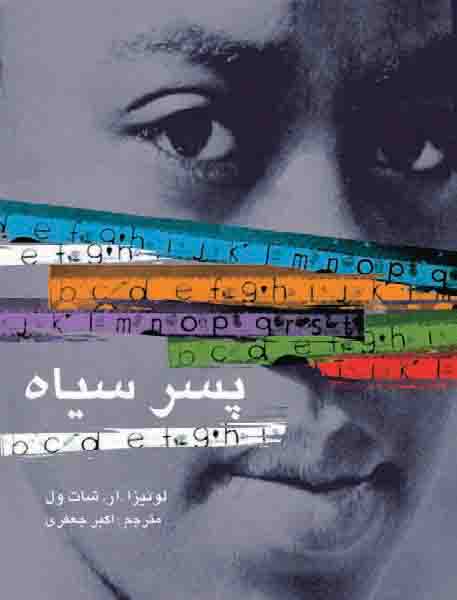 d e f g h i j k l m n o p q
e f g h
b c d e f g h i j k l m
j k l m n o p q r s t
b c d e f g h i
i j k l
پسر سیاه
b c d e f g h i
لوئیزا .ار. شات ول
مترجم: اکبر جعفری